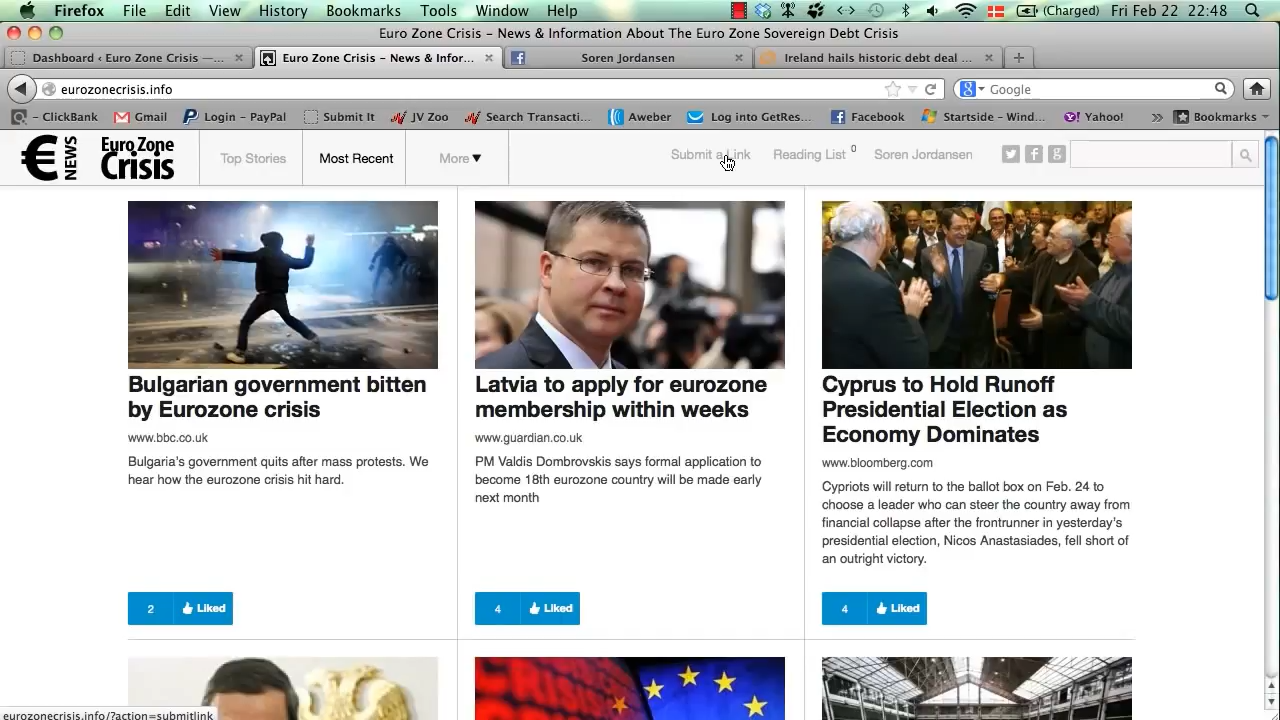 Firefox File Edit View History Bookmarks Tools Window Help (Charged) Fri Feb 22 22:48
Euro Zone Crisis – News & Information About The Euro Zone Sovereign Debt Crisis
Dashboard ‹ Euro Zone Crisis —... Euro Zone Crisis – News & Infor... Soren Jordansen Ireland hails historic debt deal ...
eurozonecrisis.info Google
- ClickBank Gmail Login – PayPal Submit It JV Zoo Search Transacti... Aweber Log into GetRes... Facebook Startside – Wind... Yahoo! Bookmarks
€ NEWS Euro Zone Crisis
Top Stories Most Recent More ▼ Submit a Link Reading List 0 Soren Jordansen
Bulgarian government bitten
by Eurozone crisis
www.bbc.co.uk
Bulgaria's government quits after mass protests. We
hear how the eurozone crisis hit hard.
2 Liked
Latvia to apply for eurozone
membership within weeks
www.guardian.co.uk
PM Valdis Dombrovskis says formal application to
become 18th eurozone country will be made early
next month
4 Liked
Cyprus to Hold Runoff
Presidential Election as
Economy Dominates
www.bloomberg.com
Cypriots will return to the ballot box on Feb. 24 to
choose a leader who can steer the country away from
financial collapse after the frontrunner in yesterday's
presidential election, Nicos Anastasiades, fell short of
an outright victory.
4 Liked
eurozonecrisis.info/?action=submitlink